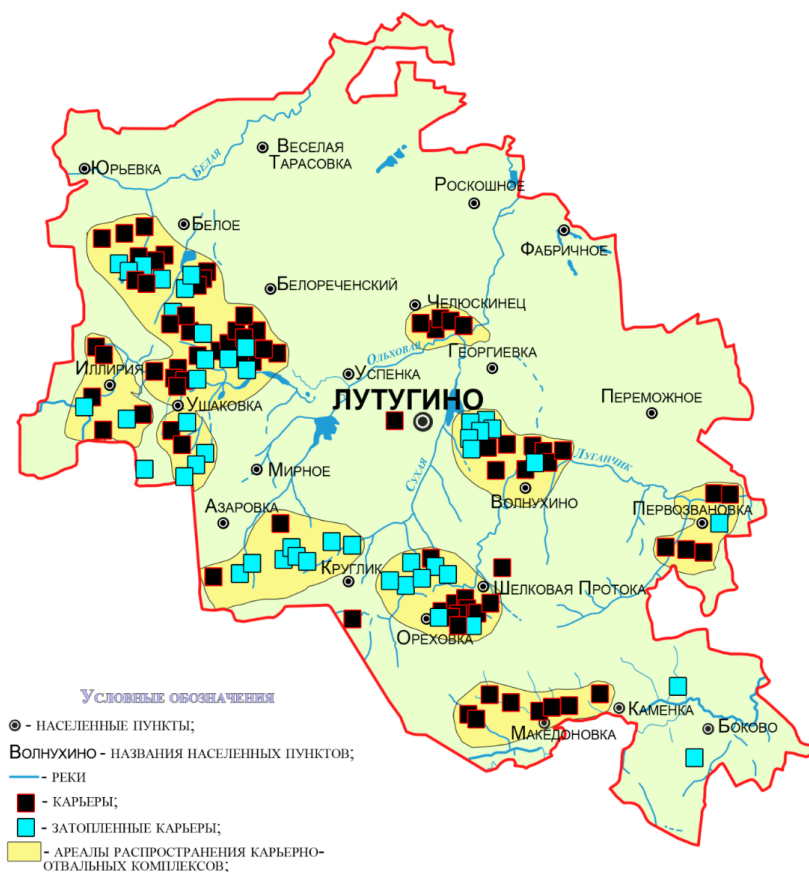 Веселая
Тарасовка
Юрьевка
Белая
Роскошное
Белое
Фабричное
Белореченский
Челюскинец
Ольховая
Георгиевка
Иллирия
Успенка
Лутугино
Переможное
Ушаковка
Мирное
Сухая
Луганчик
Волнухино
Азаровка
Первозвановка
Круглик
Шелковая Протока
Ореховка
Каменка
Македоновка
Боково
Условные обозначения
- населенные пункты;
Волнухино - названия населенных пунктов;
- реки
- карьеры;
- затопленные карьеры;
- ареалы распространения карьерно-
отвальных комплексов;